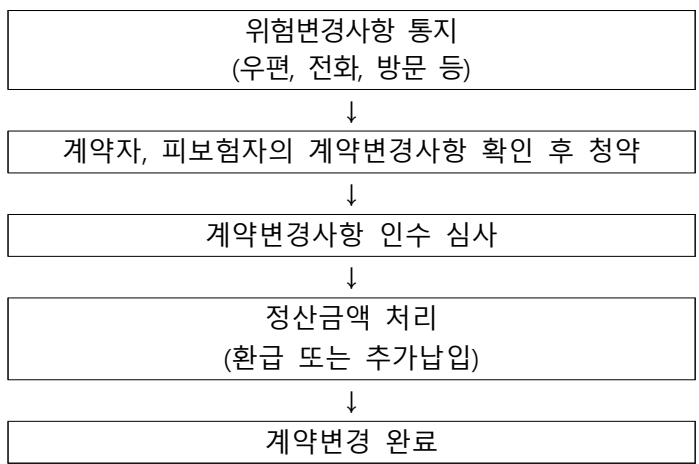 위험변경사항 통지
(우편, 전화, 방문 등)
↓
계약자, 피보험자의 계약변경사항 확인 후 청약
↓
계약변경사항 인수 심사
↓
정산금액 처리
(환급 또는 추가납입)
↓
계약변경 완료